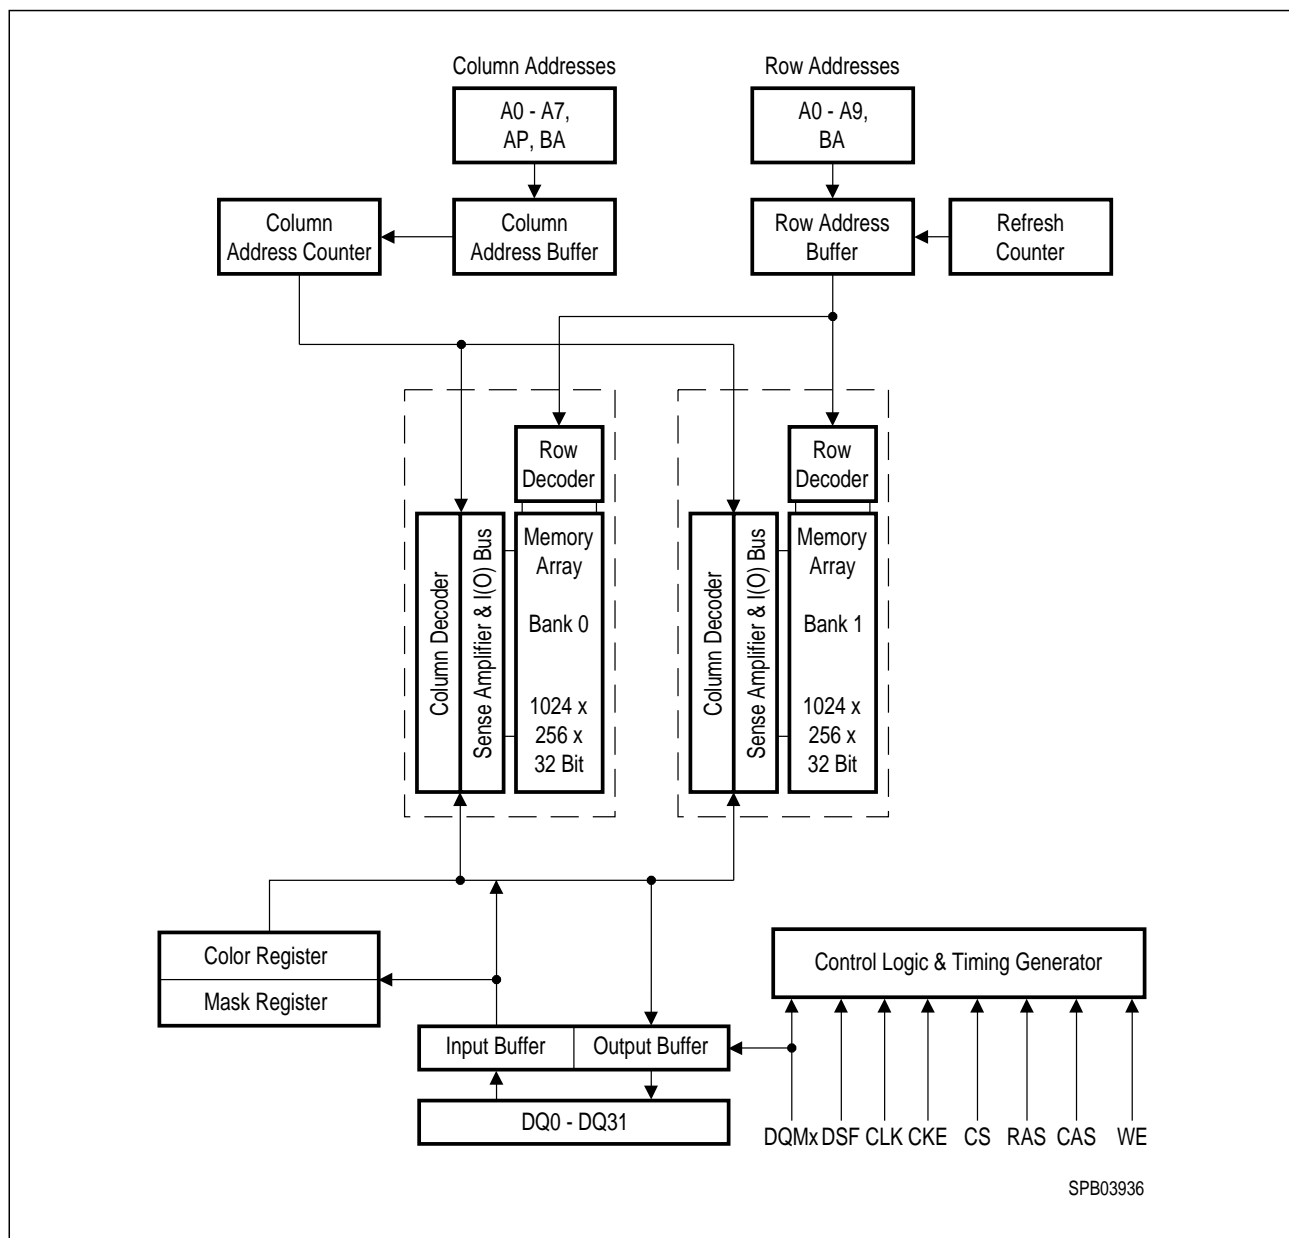 Column Addresses
Row Addresses
A0 - A7,
AP, BA
A0 - A9,
BA
Column
Address Counter
Column
Address Buffer
Row Address
Buffer
Refresh
Counter
Row
Decoder
Row
Decoder
Column Decoder
Sense Amplifier & I(O) Bus
Memory
Array
Bank 0
1024 x
256 x
32 Bit
Column Decoder
Sense Amplifier & I(O) Bus
Memory
Array
Bank 1
1024 x
256 x
32 Bit
Color Register
Mask Register
Control Logic & Timing Generator
Input Buffer
Output Buffer
DQ0 - DQ31
DQMx DSF CLK CKE CS RAS CAS WE
SPB03936